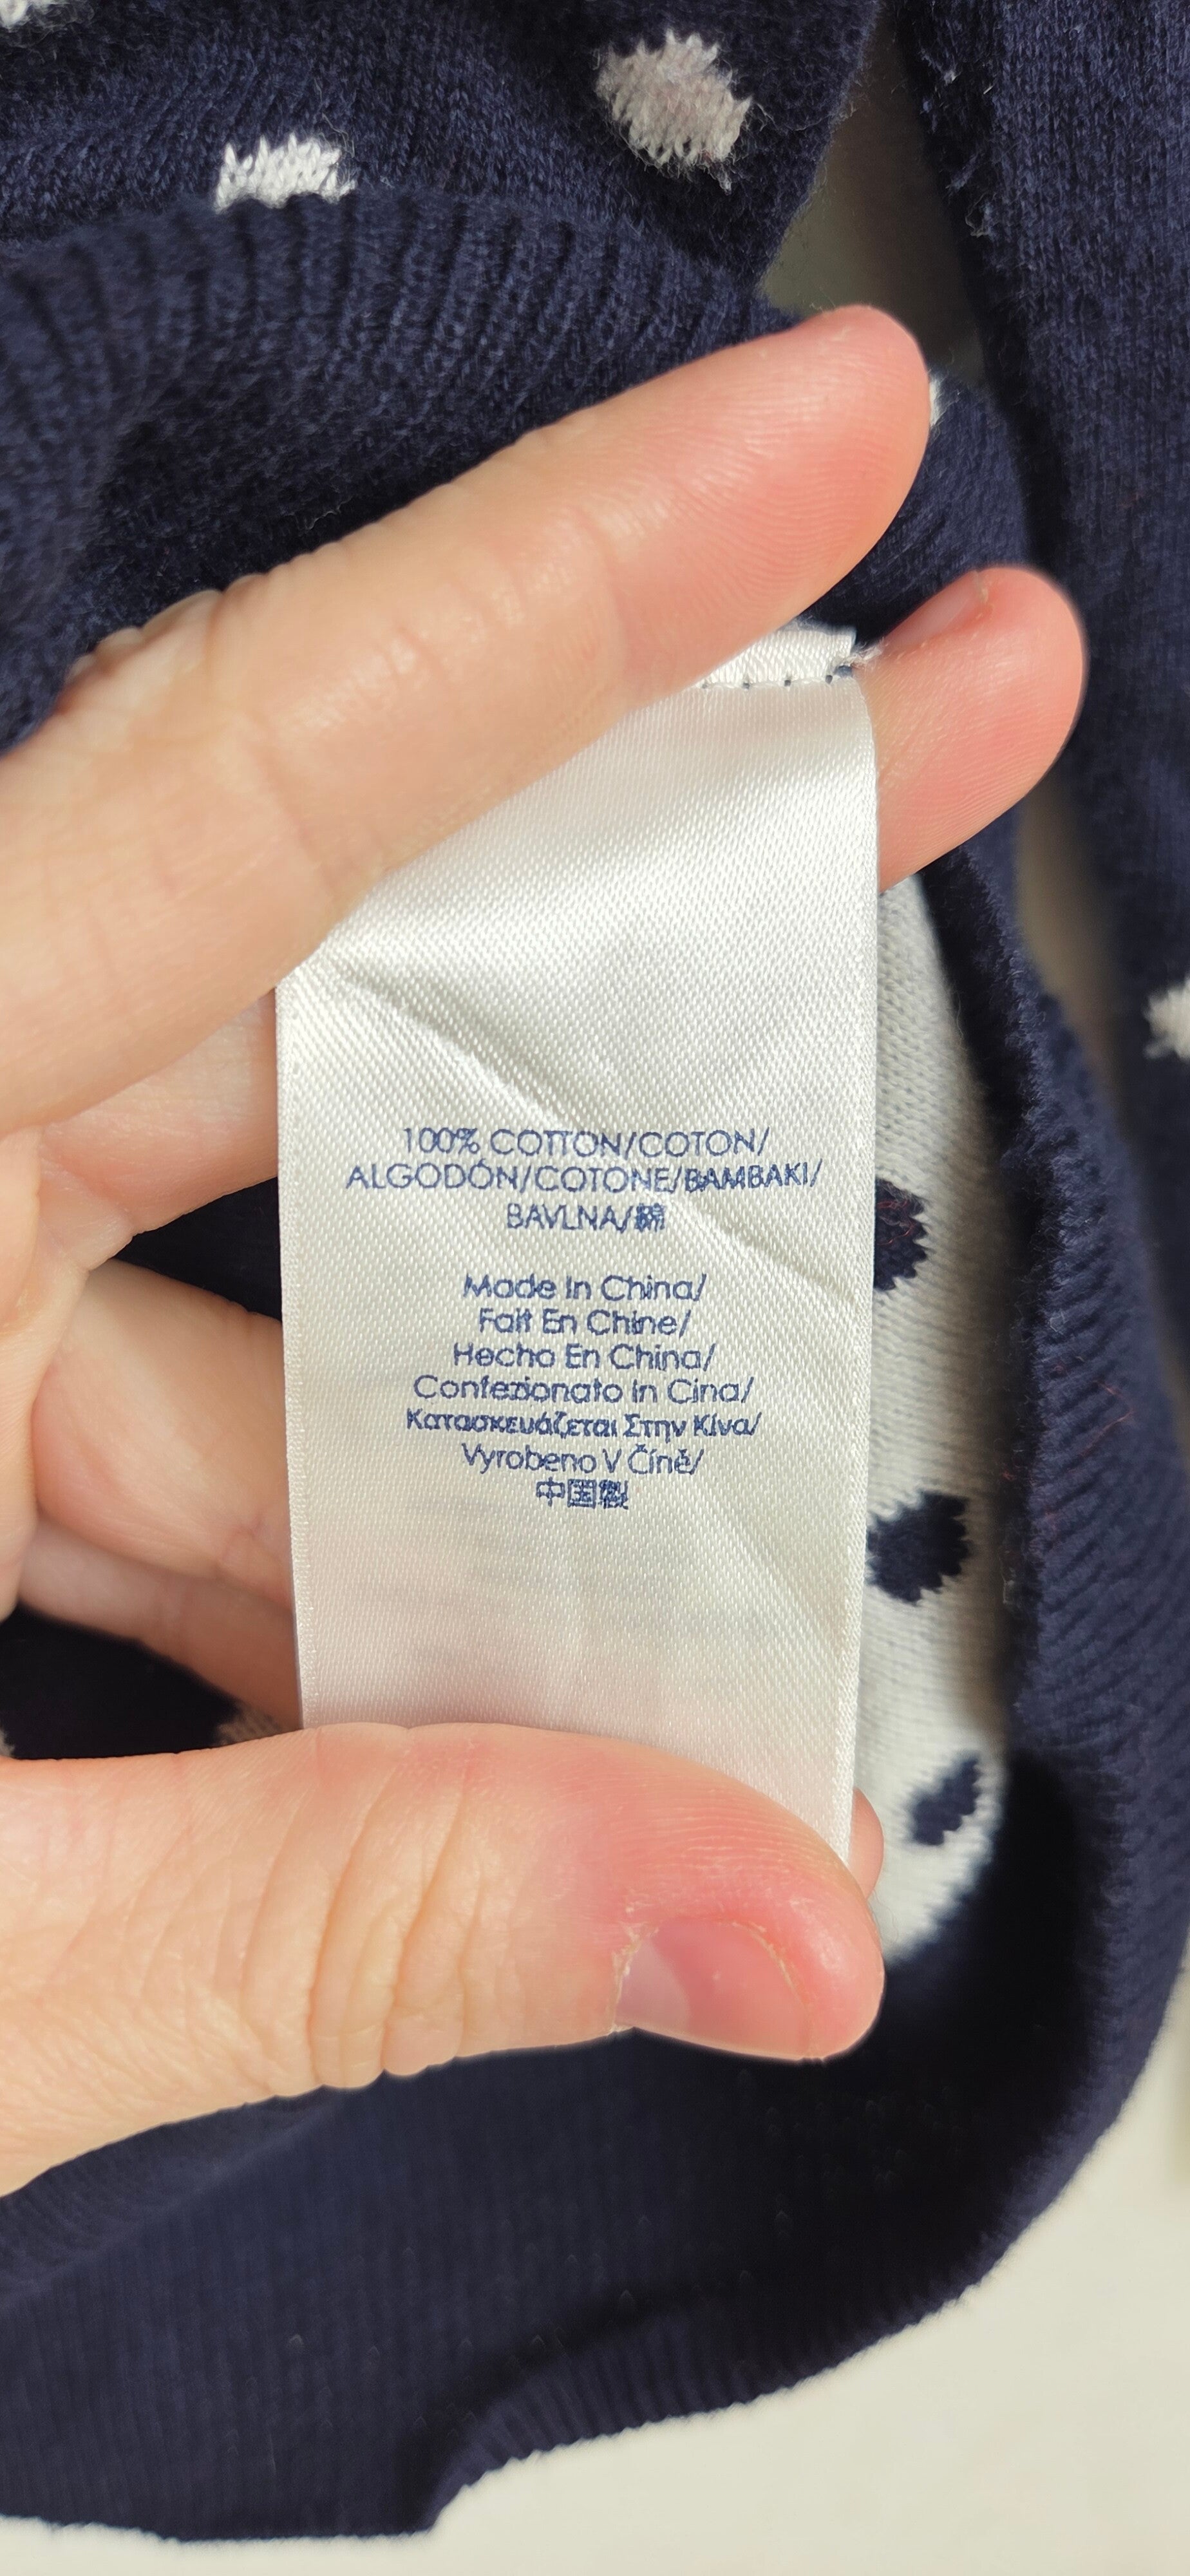 100% COTTON/COTON/
ALGODÓN/COTONE/BAMBAKI/
BAVLNA/綿
Made In China/
Fait En Chine/
Hecho En China/
Confezionato In Cina/
Κατασκευάζεται Στην Κίνα/
Vyrobeno V Číně/
中国製